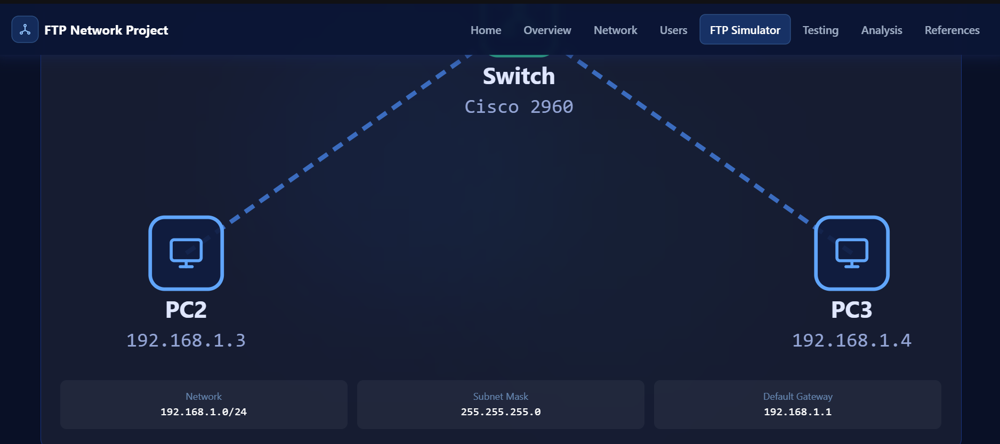 FTP Network Project
Home
Overview
Network
Users
FTP Simulator
Testing
Analysis
References
Switch
Cisco 2960
PC2
192.168.1.3
PC3
192.168.1.4
Network
192.168.1.0/24
Subnet Mask
255.255.255.0
Default Gateway
192.168.1.1